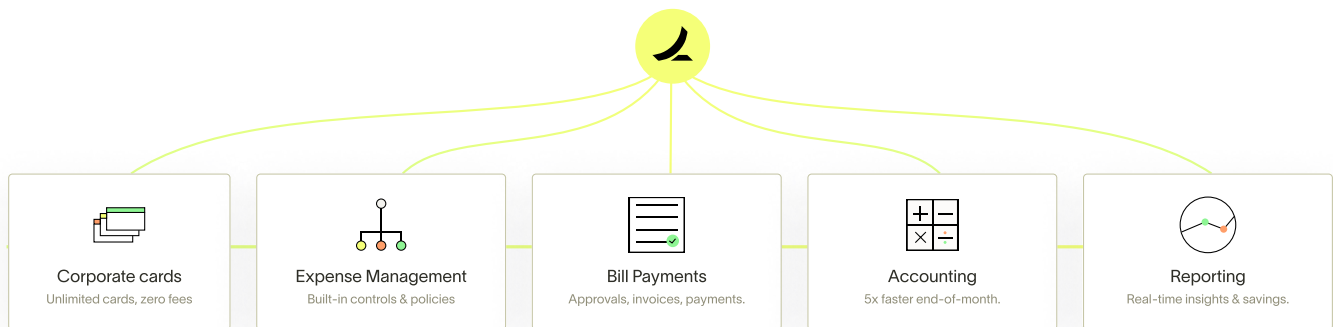 Corporate cards
Unlimited cards, zero fees
Expense Management
Built-in controls & policies
Bill Payments
Approvals, invoices, payments.
Accounting
5x faster end-of-month.
Reporting
Real-time insights & savings.